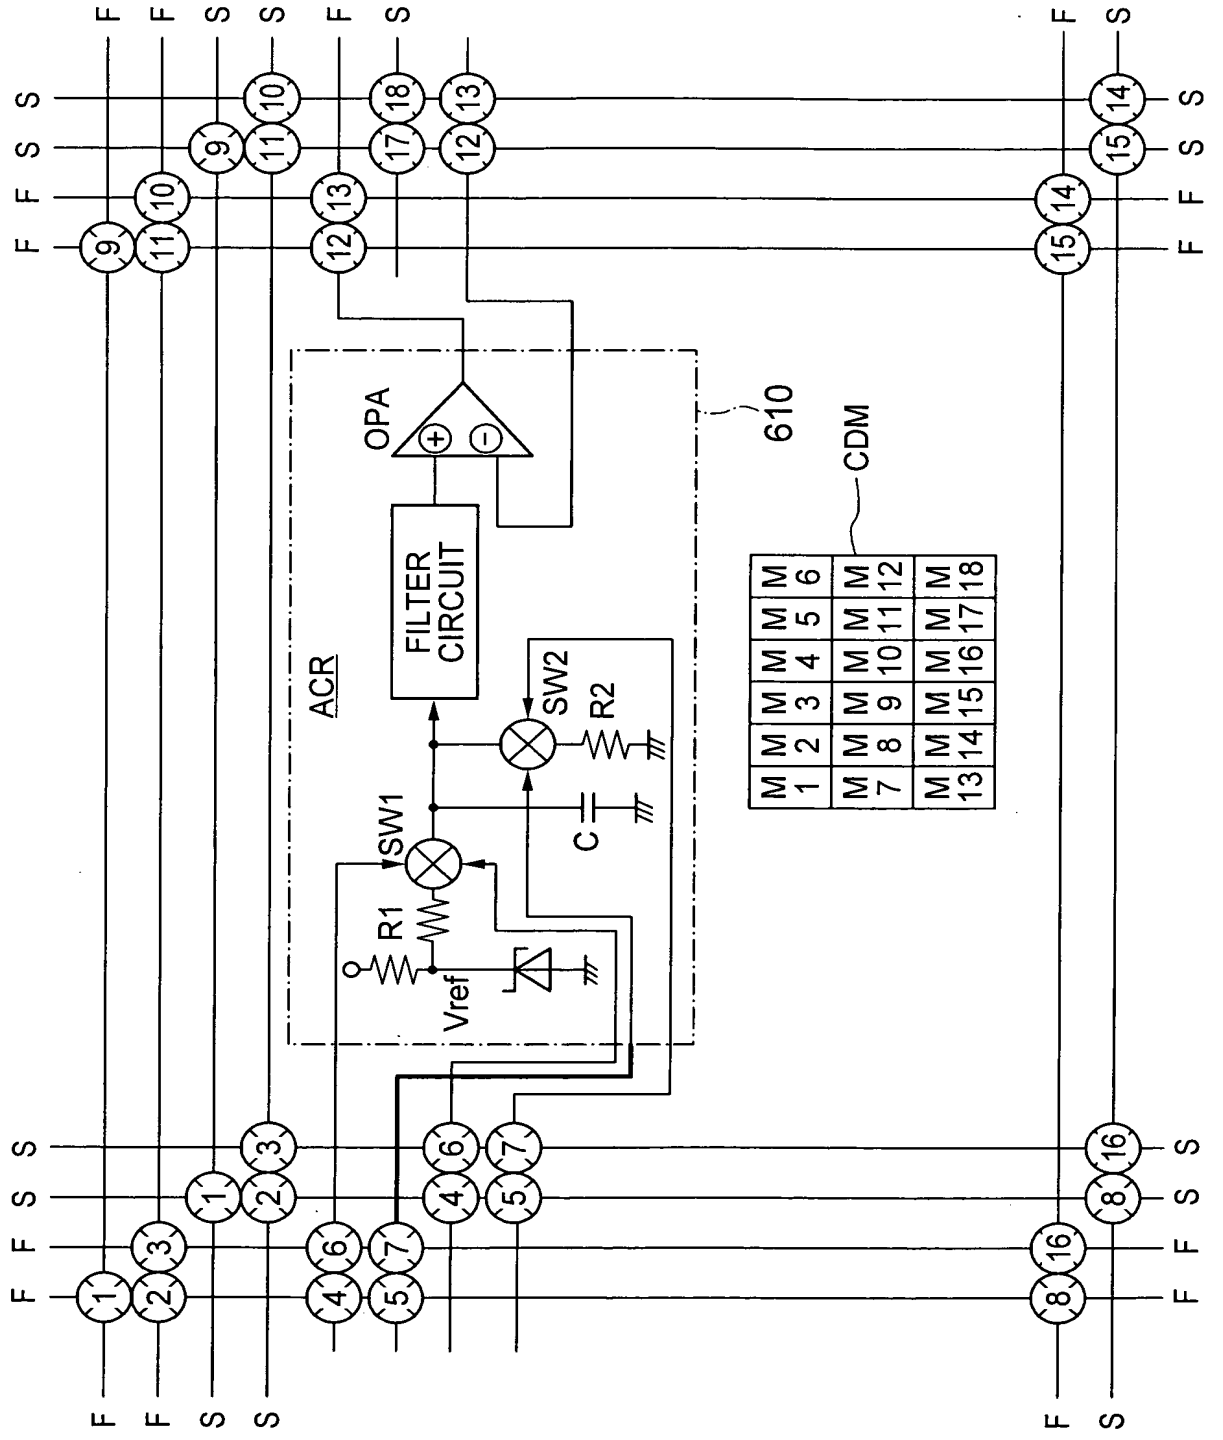 F F S S F F S S
F 1 9 F
F 2 3 11 10 F
S 1 9 S
S 2 3 11 10 S
4 6 12 13 F
ACR
5 7 17 18 S
R1
SW1
OPA
FILTER
CIRCUIT
+
−
4 6 12 13
Vref
5 7
SW2
C
R2
610
M M M M M M
1 2 3 4 5 6
M M M M M M
7 8 9 10 11 12
M M M M M M
13 14 15 16 17 18
CDM
F 8 16 15 14 F
S 8 16 15 14 S
F F S S F F S S